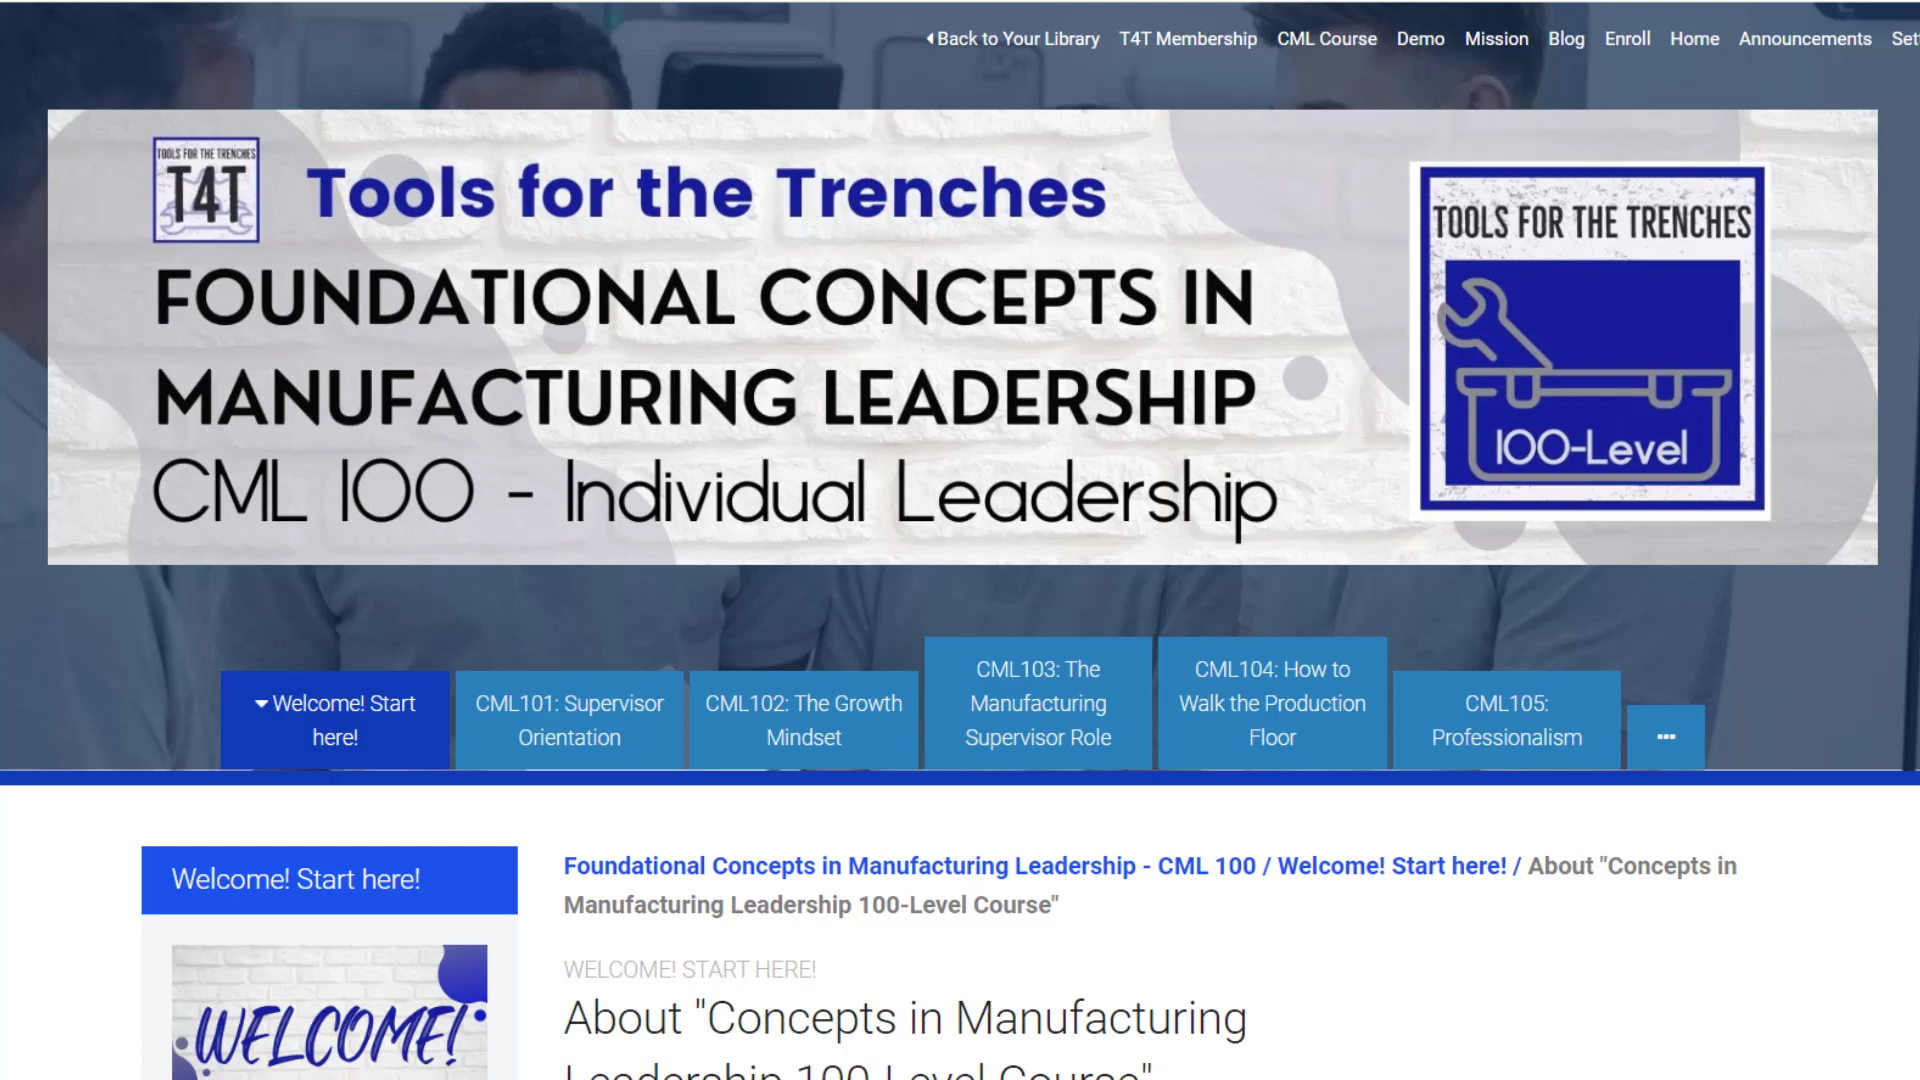 Back to Your Library T4T Membership CML Course Demo Mission Blog Enroll Home Announcements
TOOLS FOR THE TRENCHES
T4T
Tools for the Trenches
FOUNDATIONAL CONCEPTS IN
MANUFACTURING LEADERSHIP
CML 100 - Individual Leadership
TOOLS FOR THE TRENCHES
100-Level
Welcome! Start
here!
CML101: Supervisor
Orientation
CML102: The Growth
Mindset
CML103: The
Manufacturing
Supervisor Role
CML104: How to
Walk the Production
Floor
CML105:
Professionalism
...
Welcome! Start here!
WELCOME!
Foundational Concepts in Manufacturing Leadership - CML 100 / Welcome! Start here! / About "Concepts in
Manufacturing Leadership 100-Level Course"
WELCOME! START HERE!
About "Concepts in Manufacturing
Leadership 100-Level Course"